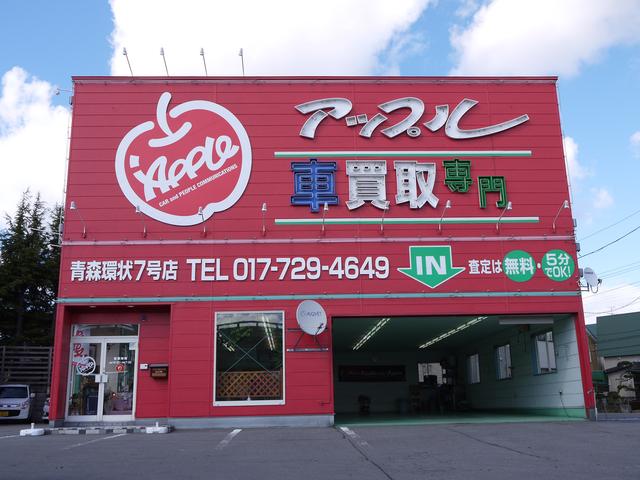 アップル
Apple
CAR and PEOPLE COMMUNICATIONS
車買取専門
青森環状7号店 TEL 017-729-4649
IN
査定は無料・5分でOK!
Apple